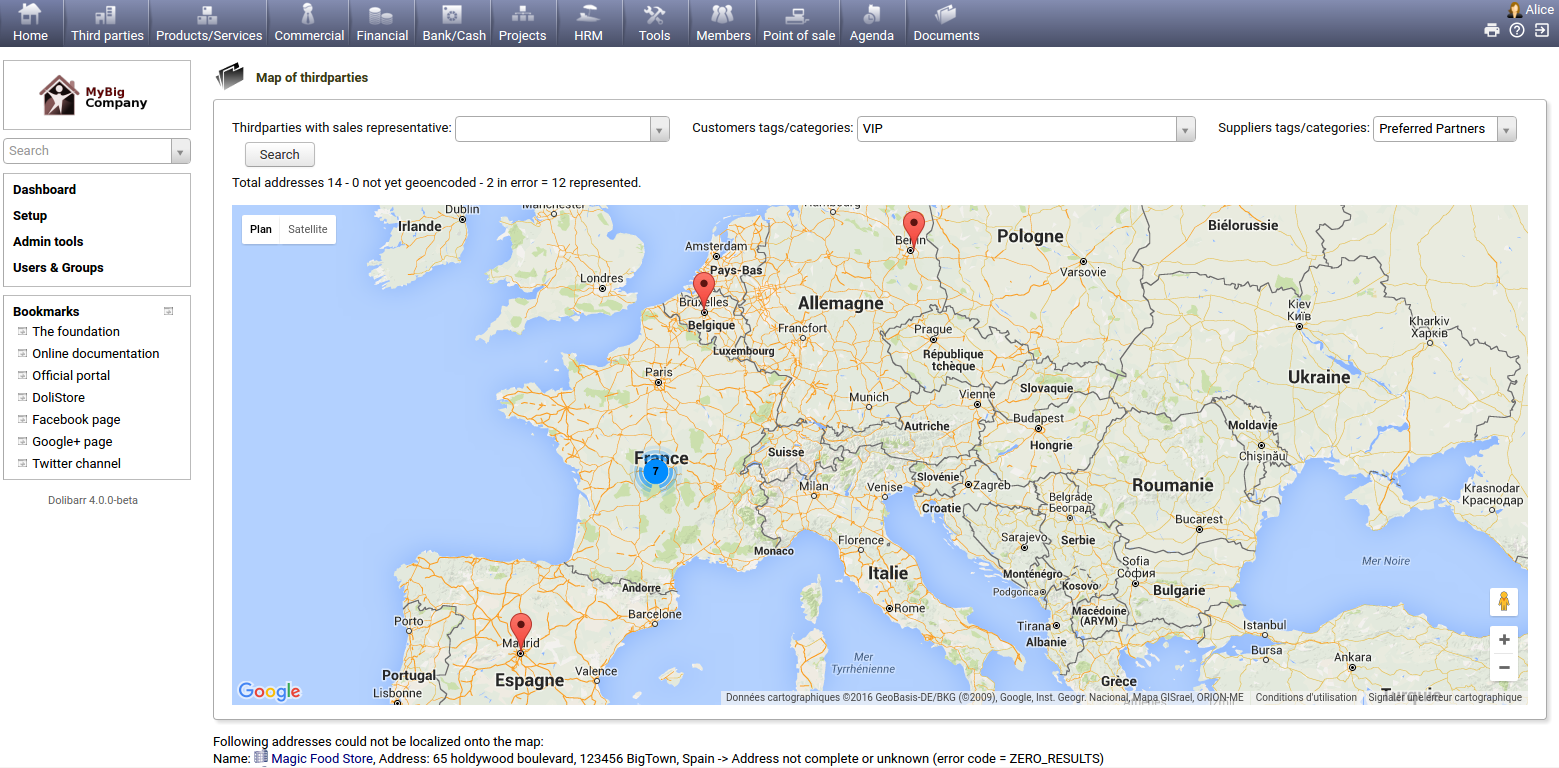 Home Third parties Products/Services Commercial Financial Bank/Cash Projects HRM Tools Members Point of sale Agenda Documents
Alice
MyBig
Company
Search
Dashboard
Setup
Admin tools
Users & Groups
Bookmarks
The foundation
Online documentation
Official portal
DoliStore
Facebook page
Google+ page
Twitter channel
Dolibarr 4.0.0-beta
Map of thirdparties
Thirdparties with sales representative: Customers tags/categories: VIP Suppliers tags/categories: Preferred Partners
Search
Total addresses 14 - 0 not yet geoencoded - 2 in error = 12 represented.
Plan Satellite
Dublin
Manchester
Hambourg
Irlande
Biélorussie
Pologne
Berlin
Amsterdam
Pays-Bas
Varsovie
Londres
Bruxelles
Allemagne
Belgique
Francfort
Prague
Kiev
Київ
Kharkiv
Харків
Luxembourg
République
tchèque
Paris
Ukraine
Slovaquie
Munich
Vienne
Budapest
Autriche
Moldavie
Hongrie
Suisse
Chișinău
France
7
Slovénie
Zagreb
Milan
Venise
Roumanie
Krasnodar
Краснодар
Belgrade
Београд
Croatie
Bucarest
Sarajevo
Serbie
Florence
Monaco
Sofia
София
Mer Noire
Italie
Monténégro
Kosovo
Podgorica
Bulgarie
Andorre
Barcelone
Rome
Macédoine
(ARYM)
Porto
Tirana
Albanie
Istanbul
Madrid
Bursa
Ankara
Mer
Tyrrhénienne
Valence
Portugal
Espagne
Grèce
Lisbonne
Turquie
Athènes
İzmir
Google
Données cartographiques ©2016 GeoBasis-DE/BKG (©2009), Google, Inst. Geogr. Nacional, Mapa GISrael, ORION-ME Conditions d'utilisation Signaler une erreur cartographique
Following addresses could not be localized onto the map:
Name: Magic Food Store, Address: 65 holdywood boulevard, 123456 BigTown, Spain -> Address not complete or unknown (error code = ZERO_RESULTS)